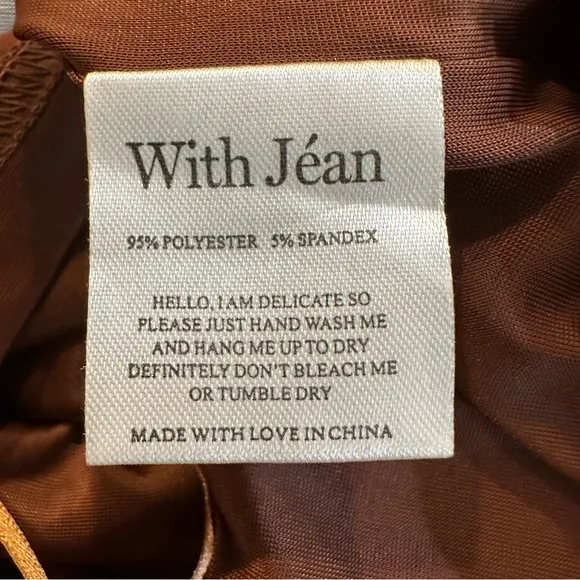 With Jéan
95% POLYESTER 5% SPANDEX
HELLO, I AM DELICATE SO
PLEASE JUST HAND WASH ME
AND HANG ME UP TO DRY
DEFINITELY DON'T BLEACH ME
OR TUMBLE DRY
MADE WITH LOVE IN CHINA